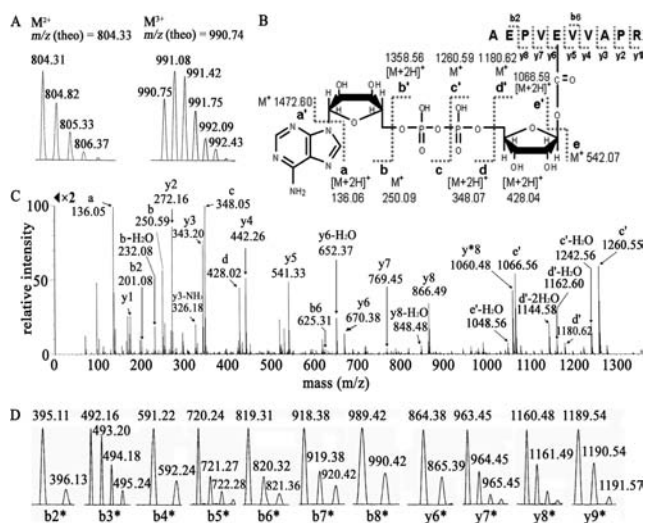 A
M2+
m/z (theo) = 804.33
804.31
804.82
805.33
806.37
M3+
m/z (theo) = 990.74
991.08
990.75
991.42
991.75
992.09
992.43
B
b2 b6
A E P V E V V A P R
y8 y7 y6 y5 y4 y3 y2 y1
1358.56
[M+2H]+
1260.59
M+
1180.62
M+
1068.59
[M+2H]+
M+ 1472.60
a'
b'
c'
d'
e'
OH OH
OH OH
O P O P O
O O
C=O
O
N N N N
NH2
OH OH
a
[M+2H]+
136.06
b
M+
250.09
c
[M+2H]+
348.07
d
[M+2H]+
428.04
e
M+ 542.07
C
×2
relative intensity
100
50
0
a
136.05
b-H2O
232.08
b2
201.08
y1
b
250.59
y2
272.16
y3
343.20
y3-NH3
326.18
c
348.05
d
428.02
y4
442.26
y5
541.33
b6
625.31
y6-H2O
652.37
y6
670.38
y7
769.45
y8-H2O
848.48
y8
866.49
e'-H2O
1048.56
y*8
1060.48
e'
1066.56
d'-2H2O
1144.58
d'-H2O
1162.60
d'
1180.62
c'-H2O
1242.56
c'
1260.55
200 300 400 500 600 700 800 900 1000 1100 1200 1300
mass (m/z)
D
395.11
396.13
b2*
492.16
493.20
494.18
495.24
b3*
591.22
592.24
b4*
720.24
721.27
722.28
b5*
819.31
820.32
821.36
b6*
918.38
919.38
920.42
b7*
989.42
990.42
b8*
864.38
865.39
y6*
963.45
964.45
965.45
y7*
1160.48
1161.49
y8*
1189.54
1190.54
1191.57
y9*